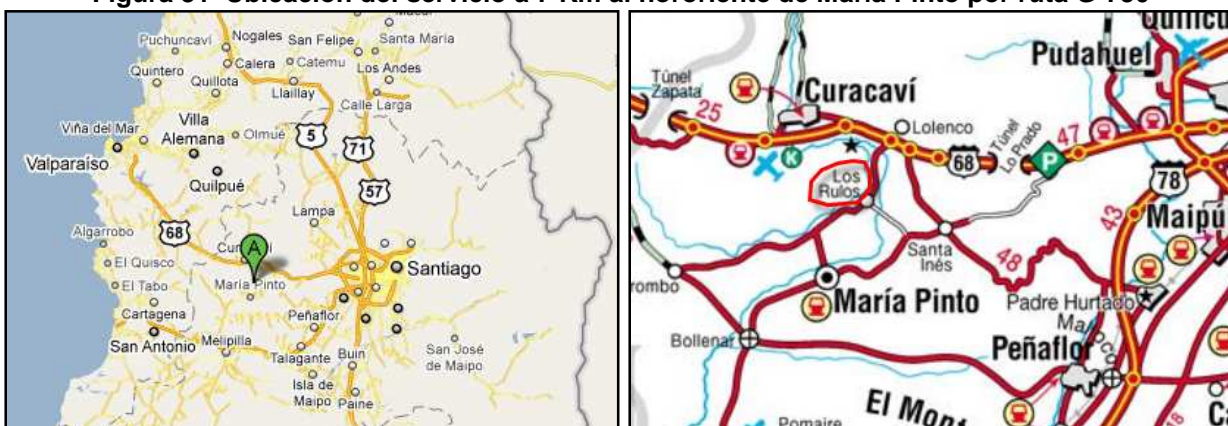 Ubicación del servicio a 7 Km al nororiente de María Pinto por ruta
Puchuncaví
Nogales
San Felipe
Santa Maria
Quintero
Calera
Catemu
Los Andes
Quillota
Llaillay
Calle Larga
Viña del Mar
Villa
Alemana
Olmué
5
71
Valparaíso
Quilpué
57
Lampa
68
Algarrobo
A
El Quisco
Santiago
El Tabo
María Pinto
Cartagena
Peñaflor
San Antonio
Melipilla
Talagante
Buin
San José
de Maipo
Isla de
Maipo
Paine
Pudahuel
Túnel
Zapata
25
Curacaví
Lolenco
Túnel
Lo Prado
47
K
68
P
78
Los
Rulos
43
Maipú
Santa
Inés
48
María Pinto
Padre Hurtado
Bollenar
Peñaflor
Malloco
El Mont
Pomaire
18